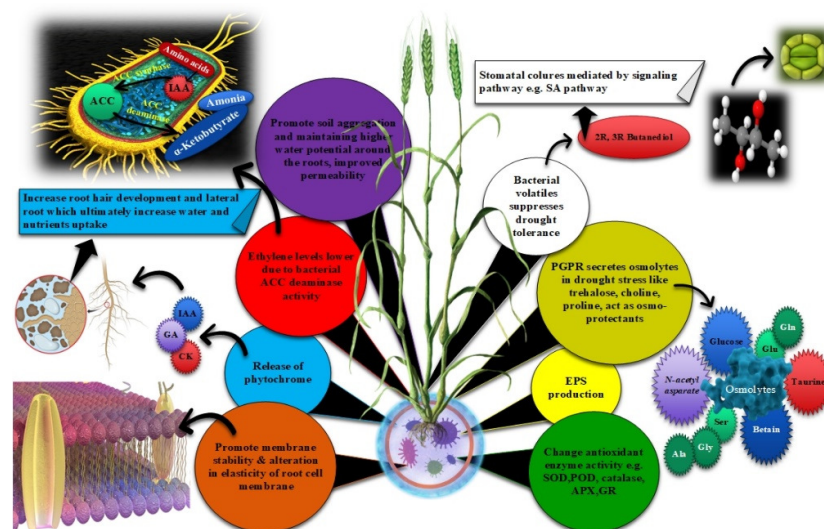 Amino acids
ACC Synthase
ACC
IAA
ACC
deaminase
Amonia
α-Ketobutyrate
Promote soil aggregation
and maintaining higher
water potential around
the roots, improved
permeability
Stomatal colures mediated by signaling
pathway e.g. SA pathway
2R, 3R Butanediol
Bacterial
volatiles
suppresses
drought
tolerance
Increase root hair development and lateral
root which ultimately increase water and
nutrients uptake
Ethylene levels lower
due to bacterial
ACC deaminase
activity
PGPR secretes osmolytes
in drought stress like
trehalose, choline,
proline, act as osmo-
protectants
IAA
GA
CK
Release of
phytochrome
EPS
production
Glucose
Glu
Gln
N-acetyl
asparate
Osmolytes
Taurine
Ser
Betain
Ala
Gly
Promote membrane
stability & alteration
in elasticity of root cell
membrane
Change antioxidant
enzyme activity e.g.
SOD,POD, catalase,
APX,GR